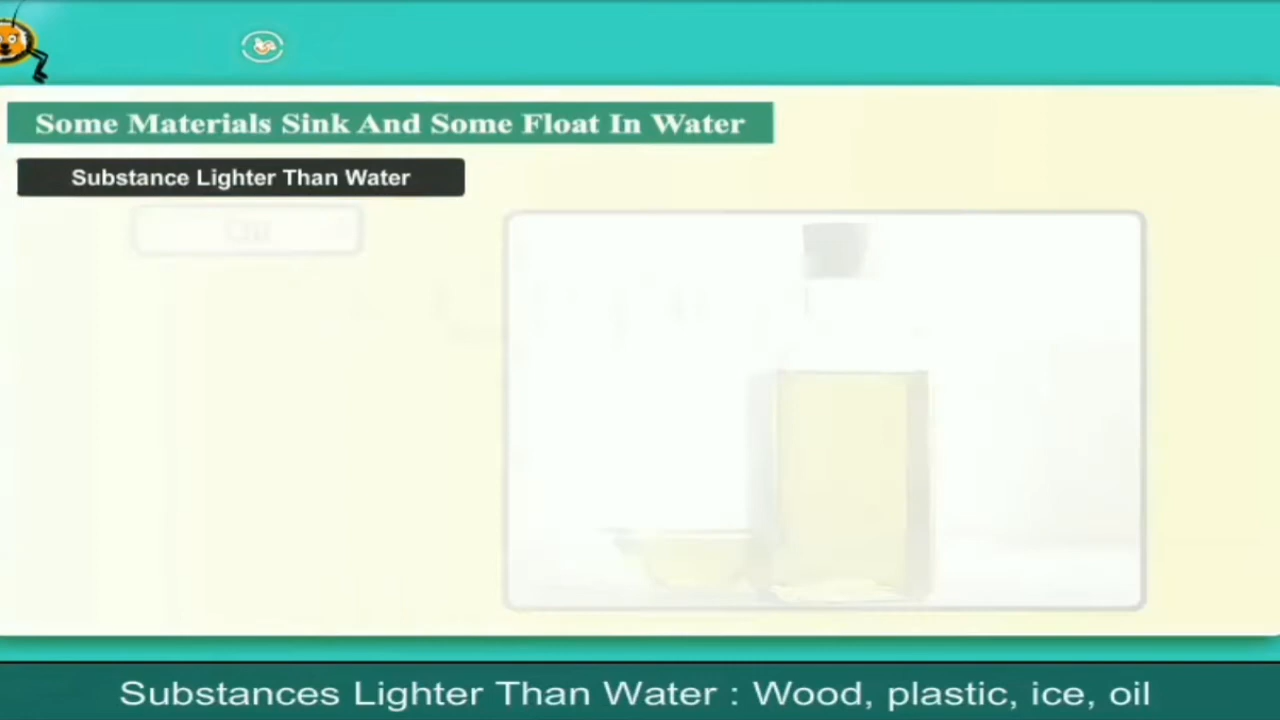 Some Materials Sink And Some Float In Water
Substance Lighter Than Water
Substances Lighter Than Water : Wood, plastic, ice, oil